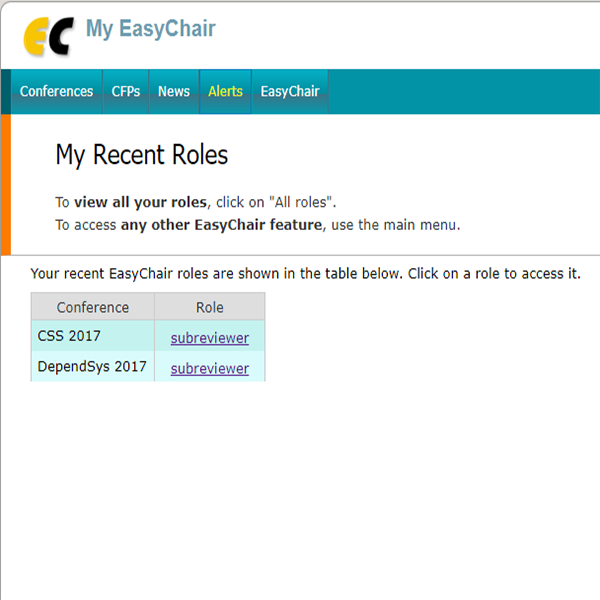 EC My EasyChair
Conferences CFPs News Alerts EasyChair
My Recent Roles
To view all your roles, click on "All roles".
To access any other EasyChair feature, use the main menu.
Your recent EasyChair roles are shown in the table below. Click on a role to access it.
Conference Role
CSS 2017 subreviewer
DependSys 2017 subreviewer